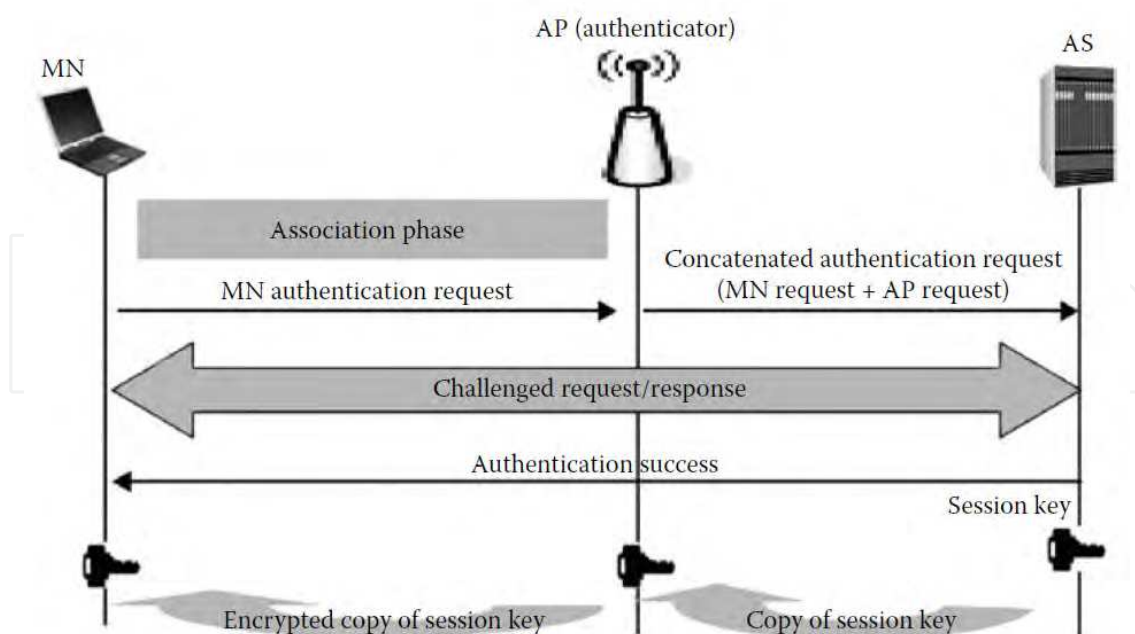 AP (authenticator)
MN
AS
Association phase
MN authentication request
Concatenated authentication request
(MN request + AP request)
Challenged request/response
Authentication success
Session key
Encrypted copy of session key
Copy of session key